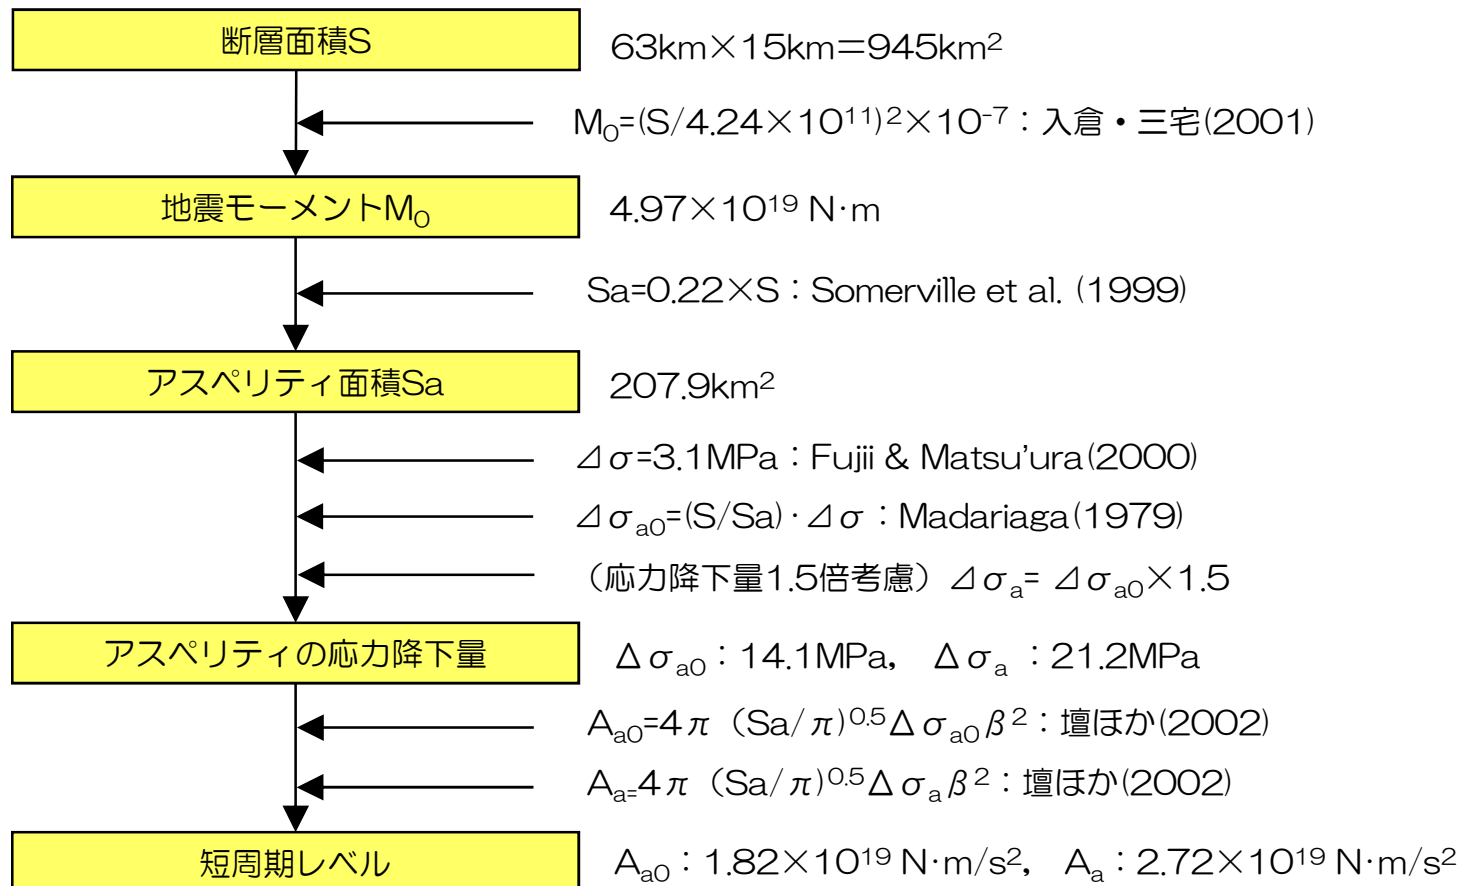 断層面積S
63km×15km＝945km²
M₀=(S/4.24×10¹¹)²×10⁻⁷：入倉・三宅(2001)
地震モーメントM₀
4.97×10¹⁹ N·m
Sa=0.22×S：Somerville et al. (1999)
アスペリティ面積Sa
207.9km²
⊿σ=3.1MPa：Fujii & Matsu'ura(2000)
⊿σa0=(S/Sa)·⊿σ：Madariaga(1979)
（応力降下量1.5倍考慮）⊿σa= ⊿σa0×1.5
アスペリティの応力降下量
Δσa0：14.1MPa, Δσa：21.2MPa
Aa0=4π（Sa/π)^0.5Δσa0β²：壇ほか(2002)
Aa=4π（Sa/π)^0.5Δσaβ²：壇ほか(2002)
短周期レベル
Aa0：1.82×10¹⁹ N·m/s², Aa：2.72×10¹⁹ N·m/s²